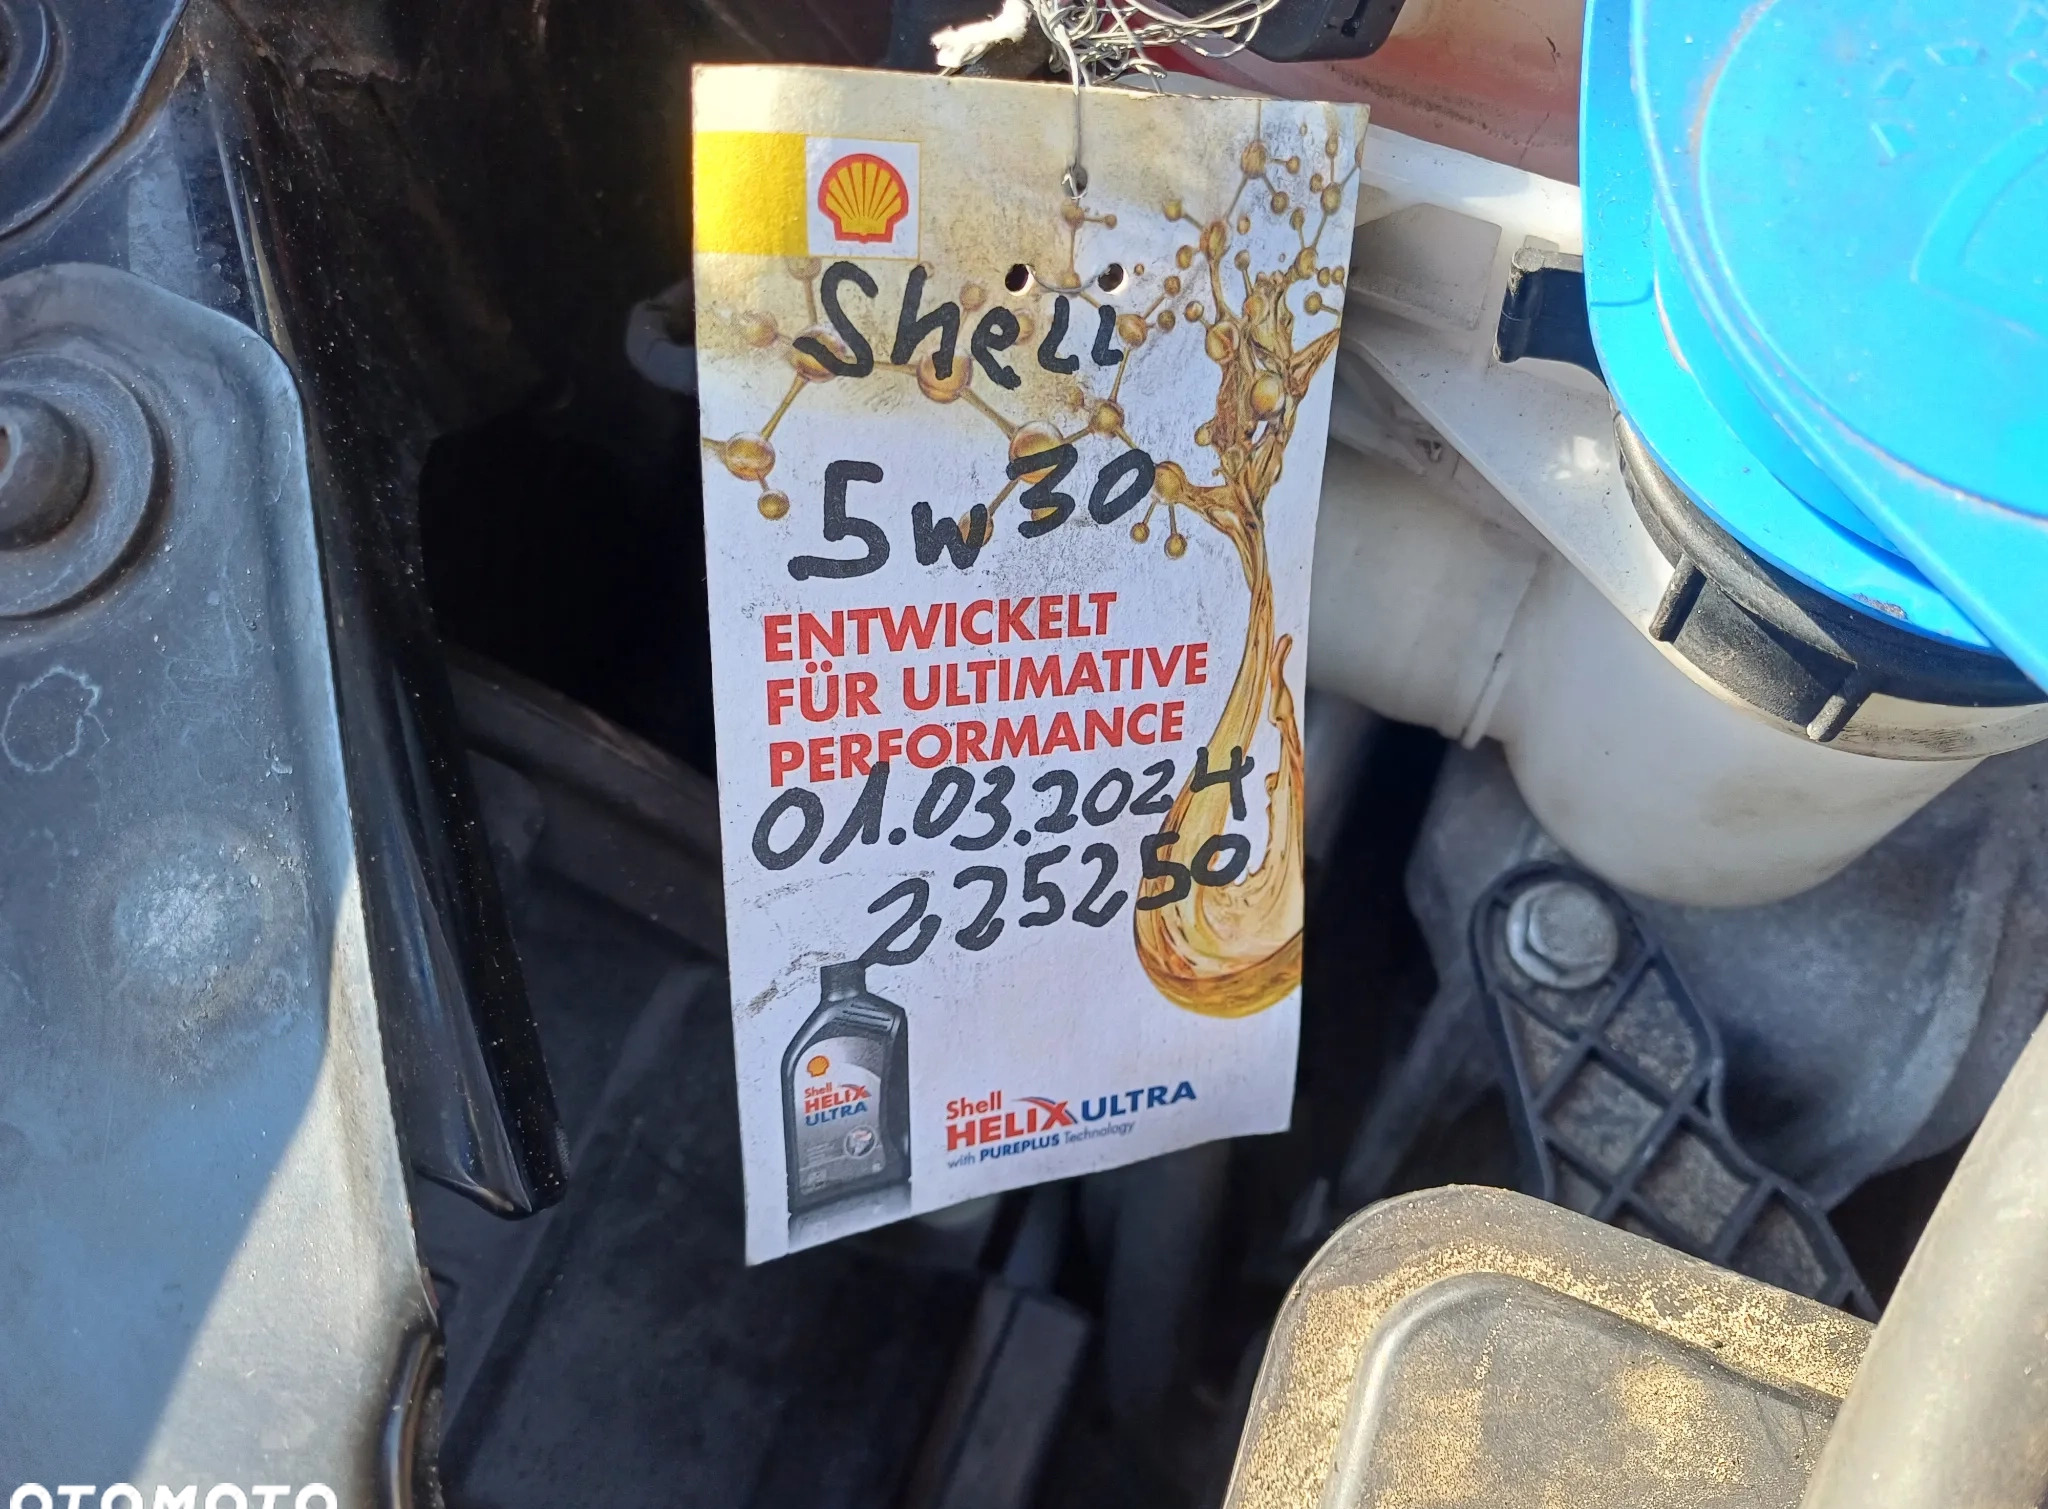 Shell
5w30
ENTWICKELT
FÜR ULTIMATIVE
PERFORMANCE
01.03.2024
225250
Shell
HELIX
ULTRA
Shell
HELIX ULTRA
with PUREPLUS Technology
OTOMOTO